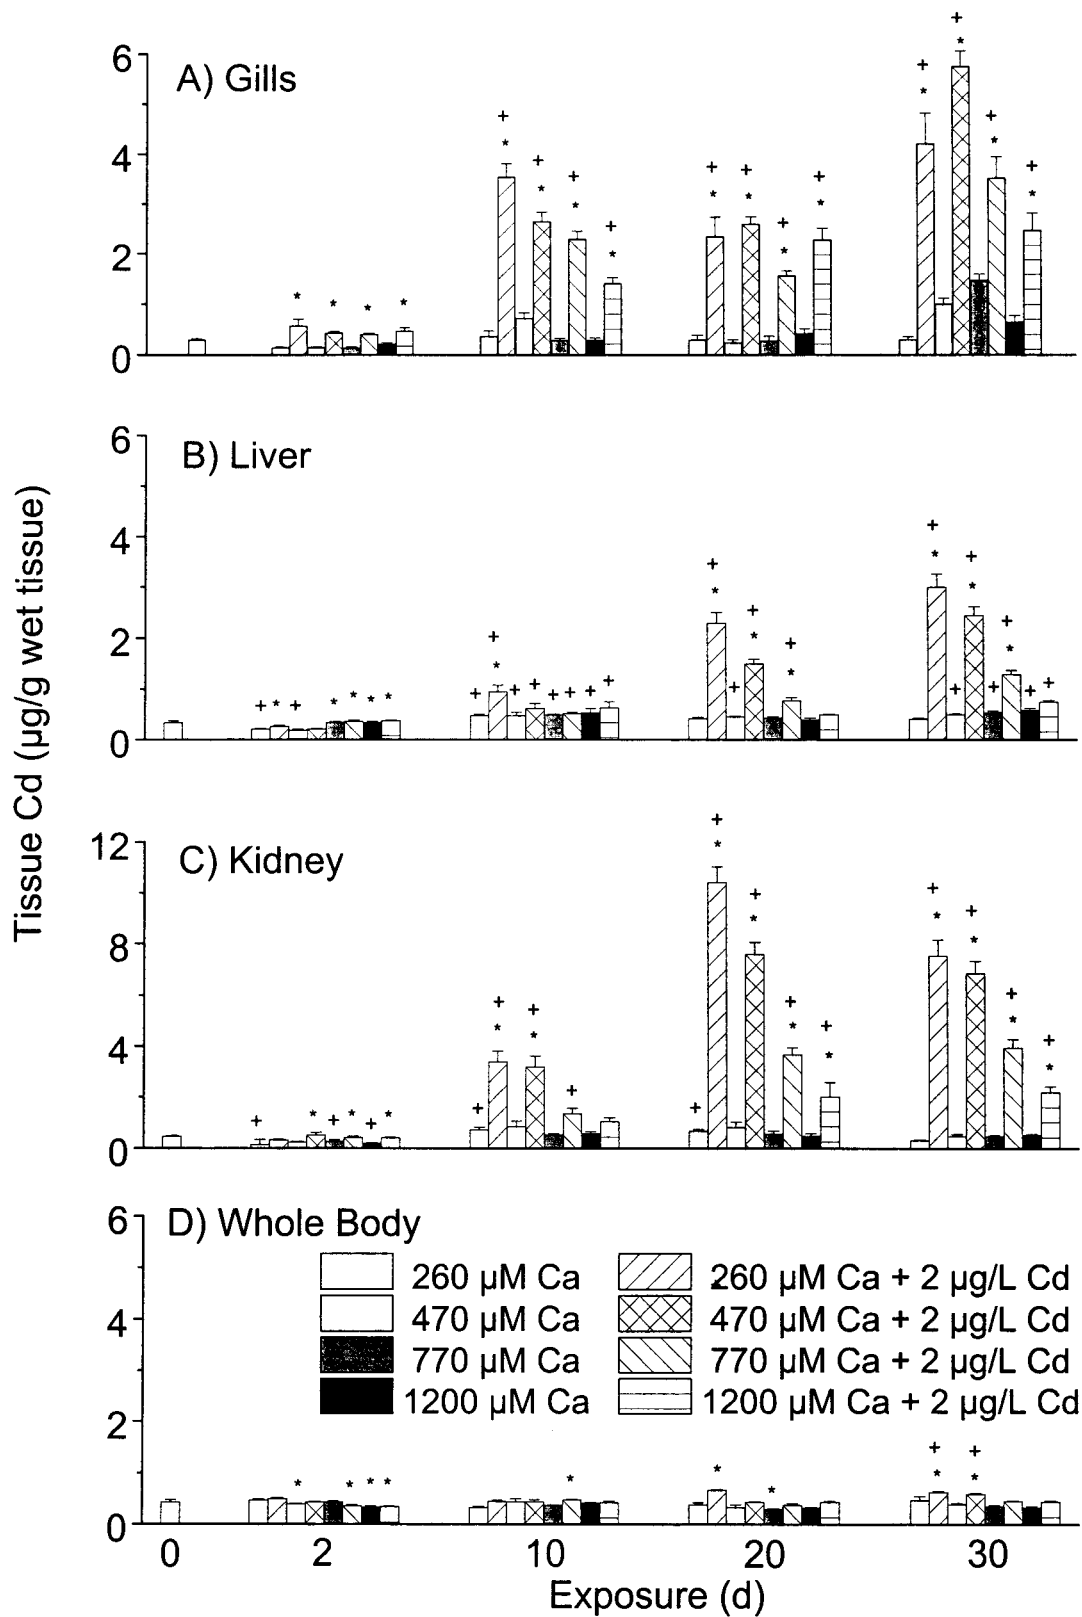 A) Gills
6
4
2
0
B) Liver
6
4
2
0
Tissue Cd (µg/g wet tissue)
C) Kidney
12
8
4
0
D) Whole Body
6
4
2
0
260 µM Ca
260 µM Ca + 2 µg/L Cd
470 µM Ca
470 µM Ca + 2 µg/L Cd
770 µM Ca
770 µM Ca + 2 µg/L Cd
1200 µM Ca
1200 µM Ca + 2 µg/L Cd
0 2 10 20 30
Exposure (d)